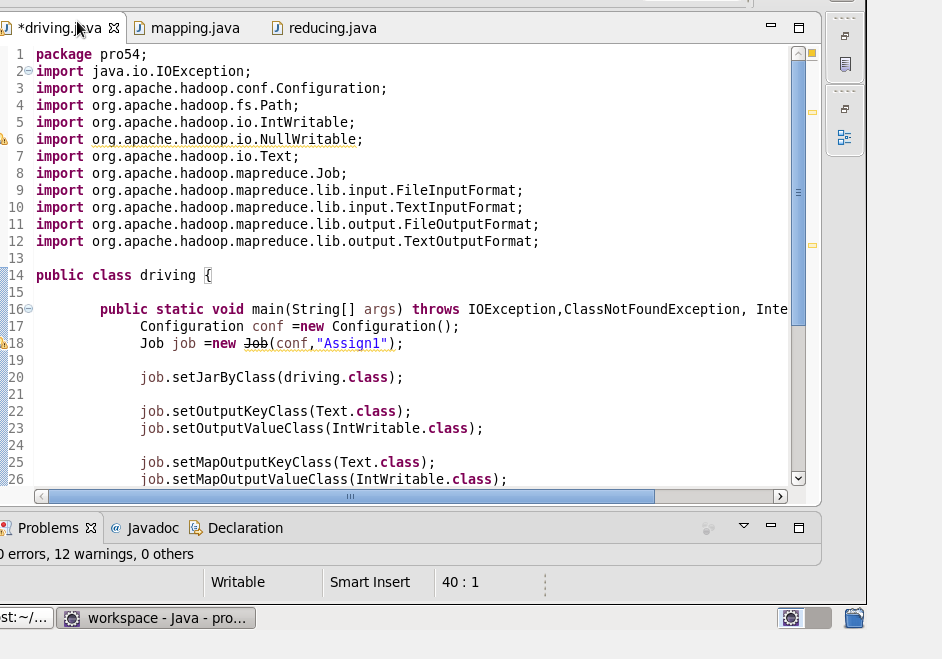 *driving.java mapping.java reducing.java
1 package pro54;
2 import java.io.IOException;
3 import org.apache.hadoop.conf.Configuration;
4 import org.apache.hadoop.fs.Path;
5 import org.apache.hadoop.io.IntWritable;
6 import org.apache.hadoop.io.NullWritable;
7 import org.apache.hadoop.io.Text;
8 import org.apache.hadoop.mapreduce.Job;
9 import org.apache.hadoop.mapreduce.lib.input.FileInputFormat;
10 import org.apache.hadoop.mapreduce.lib.input.TextInputFormat;
11 import org.apache.hadoop.mapreduce.lib.output.FileOutputFormat;
12 import org.apache.hadoop.mapreduce.lib.output.TextOutputFormat;
13
14 public class driving {
15
16 public static void main(String[] args) throws IOException,ClassNotFoundException, Inte
17 Configuration conf =new Configuration();
18 Job job =new Job(conf,"Assign1");
19
20 job.setJarByClass(driving.class);
21
22 job.setOutputKeyClass(Text.class);
23 job.setOutputValueClass(IntWritable.class);
24
25 job.setMapOutputKeyClass(Text.class);
26 job.setMapOutputValueClass(IntWritable.class);
Problems @ Javadoc Declaration
0 errors, 12 warnings, 0 others
Writable Smart Insert 40 : 1
st:~/... workspace - Java - pro...